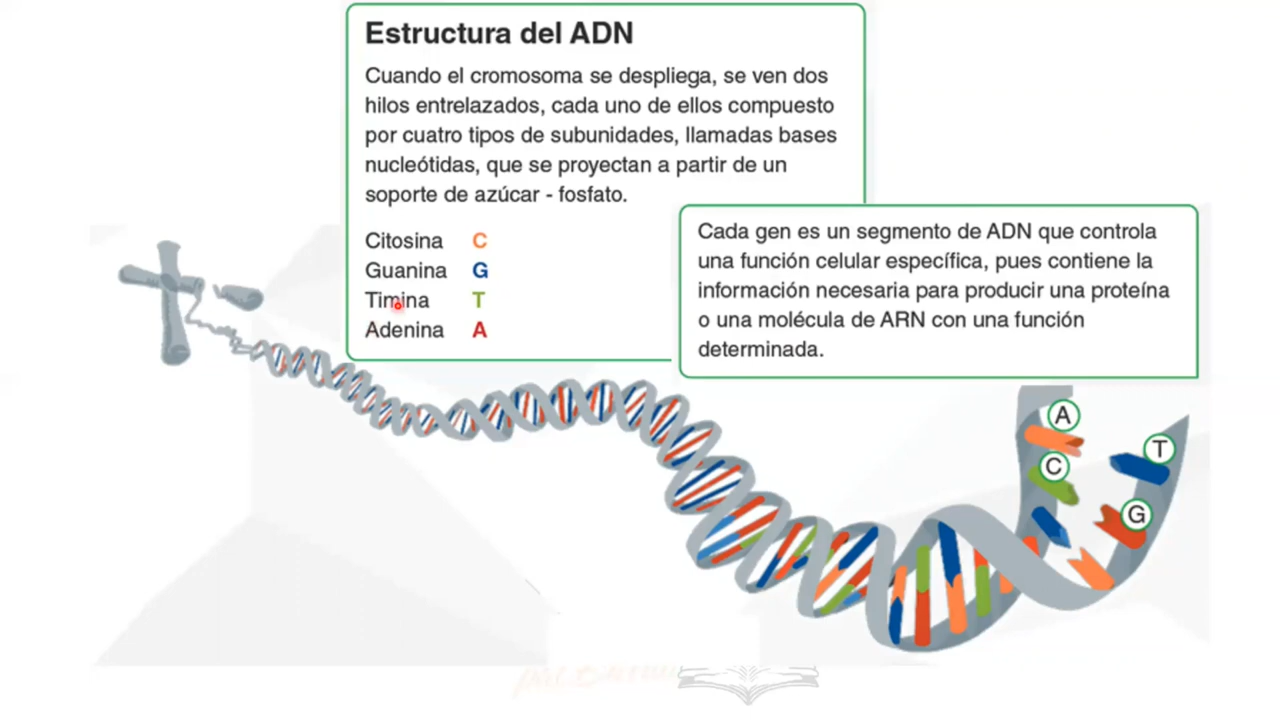 Estructura del ADN
Cuando el cromosoma se despliega, se ven dos
hilos entrelazados, cada uno de ellos compuesto
por cuatro tipos de subunidades, llamadas bases
nucleótidas, que se proyectan a partir de un
soporte de azúcar - fosfato.
Citosina C
Guanina G
Timina T
Adenina A
Cada gen es un segmento de ADN que controla
una función celular específica, pues contiene la
información necesaria para producir una proteína
o una molécula de ARN con una función
determinada.
A
T
C
G